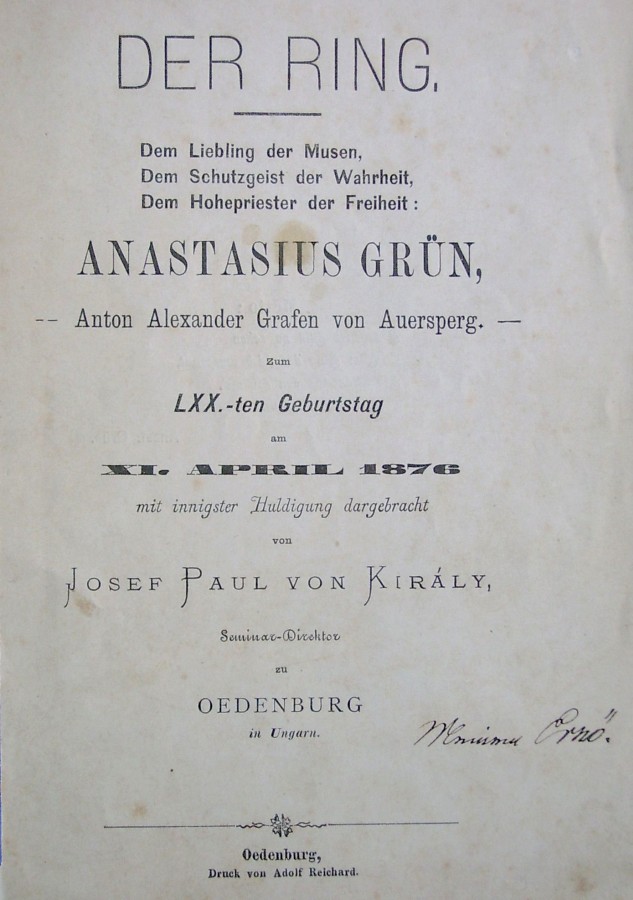 DER RING.
Dem Liebling der Musen,
Dem Schutzgeist der Wahrheit,
Dem Hohepriester der Freiheit :
ANASTASIUS GRÜN,
-- Anton Alexander Grafen von Auersperg. —
Zum
LXX.-ten Geburtstag
am
XI. APRIL 1876
mit innigster Huldigung dargebracht
von
JOSEF PAUL VON KIRÁLY,
Seminar-Direktor
zu
OEDENBURG
in Ungarn.
Ernő.
Oedenburg,
Druck von Adolf Reichard.